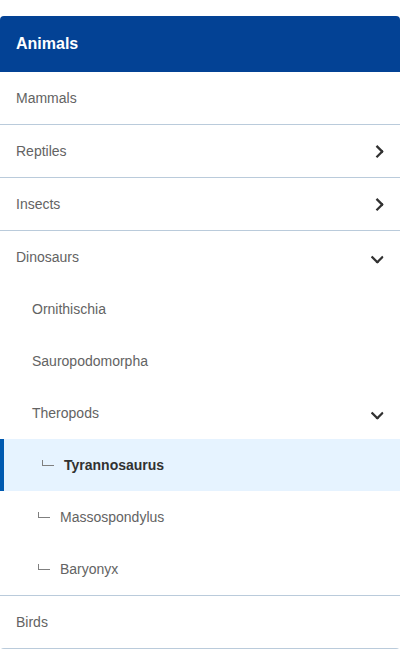 Animals
Mammals
Reptiles
Insects
Dinosaurs
Ornithischia
Sauropodomorpha
Theropods
Tyrannosaurus
Massospondylus
Baryonyx
Birds